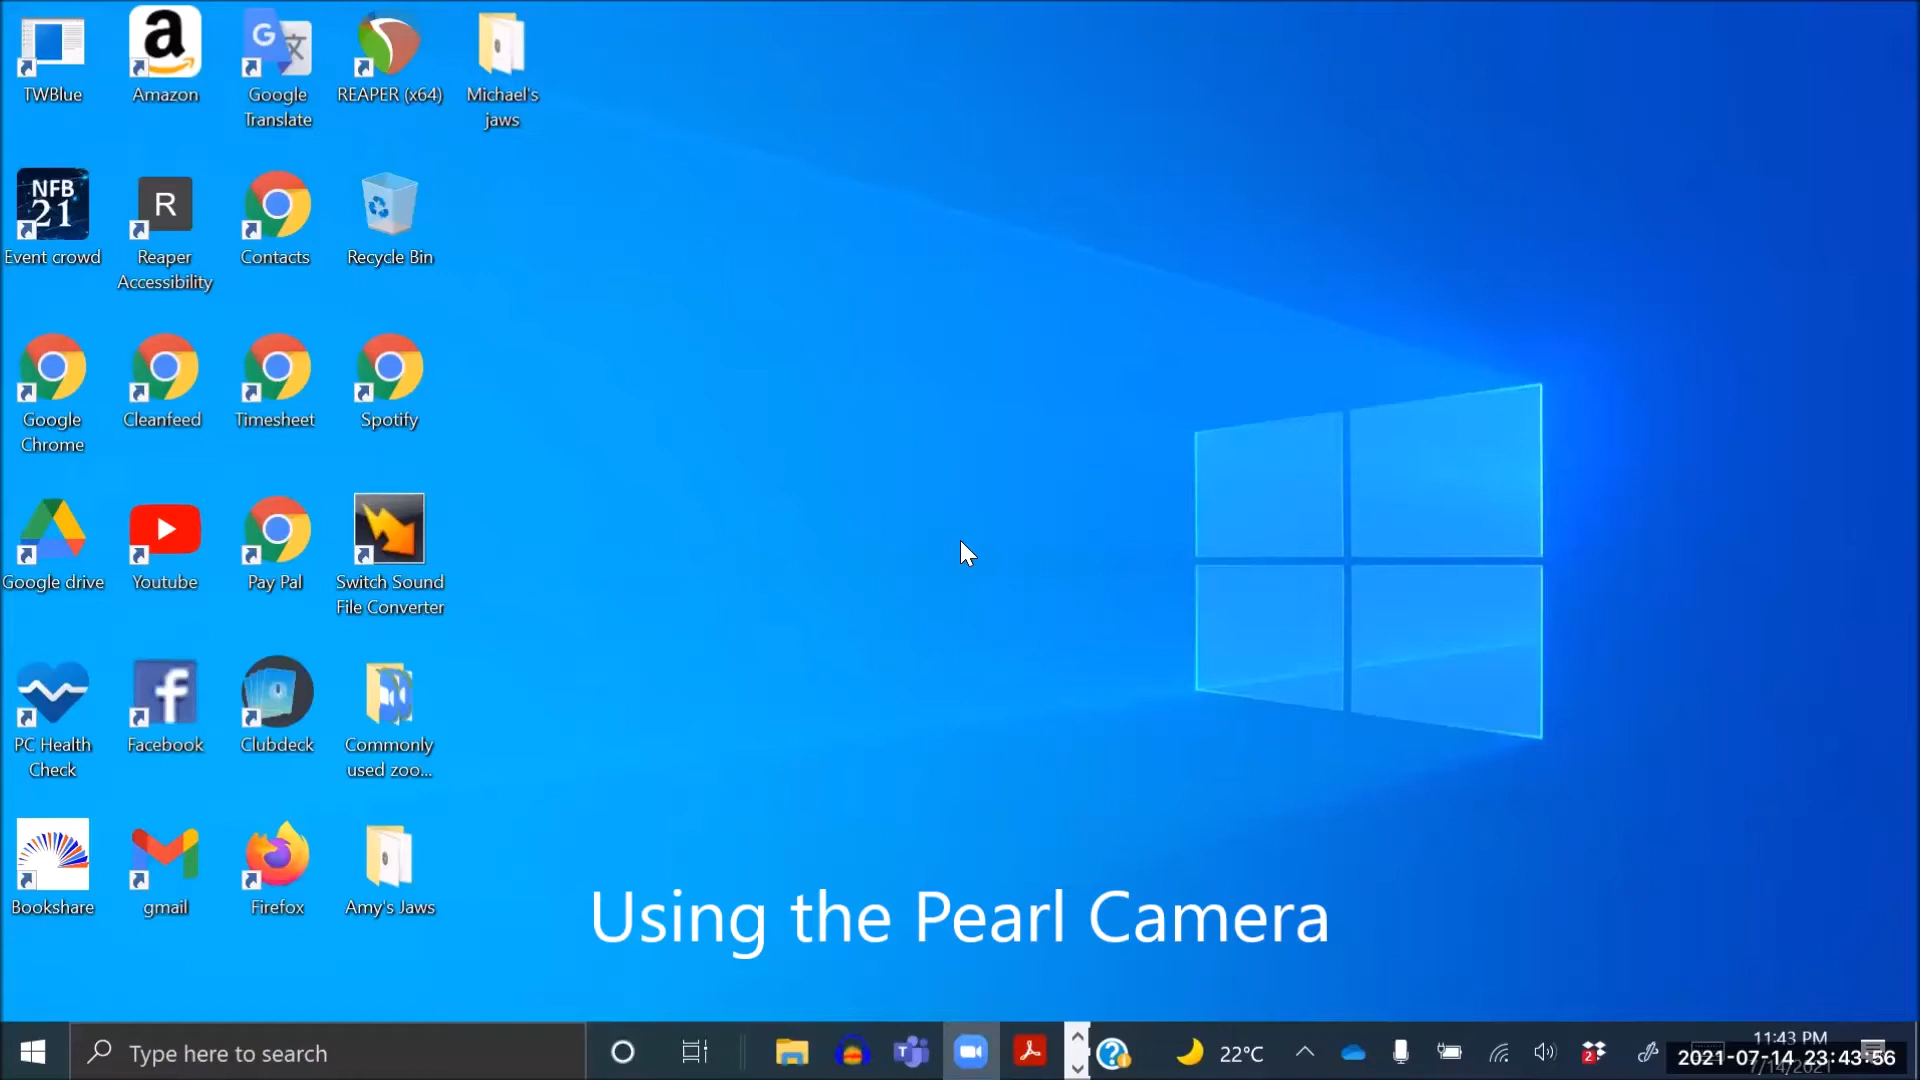 TWBlue
Amazon
Google
Translate
REAPER (x64)
Michael's
jaws
NFB
21
Event crowd
R
Reaper
Accessibility
Contacts
Recycle Bin
Google
Chrome
Cleanfeed
Timesheet
Spotify
Google drive
Youtube
Pay Pal
Switch Sound
File Converter
PC Health
Check
Facebook
Clubdeck
Commonly
used zoo...
Bookshare
gmail
Firefox
Amy's Jaws
Using the Pearl Camera
Type here to search
22°C
2
11:43 PM
2021-07-14 23:43:56